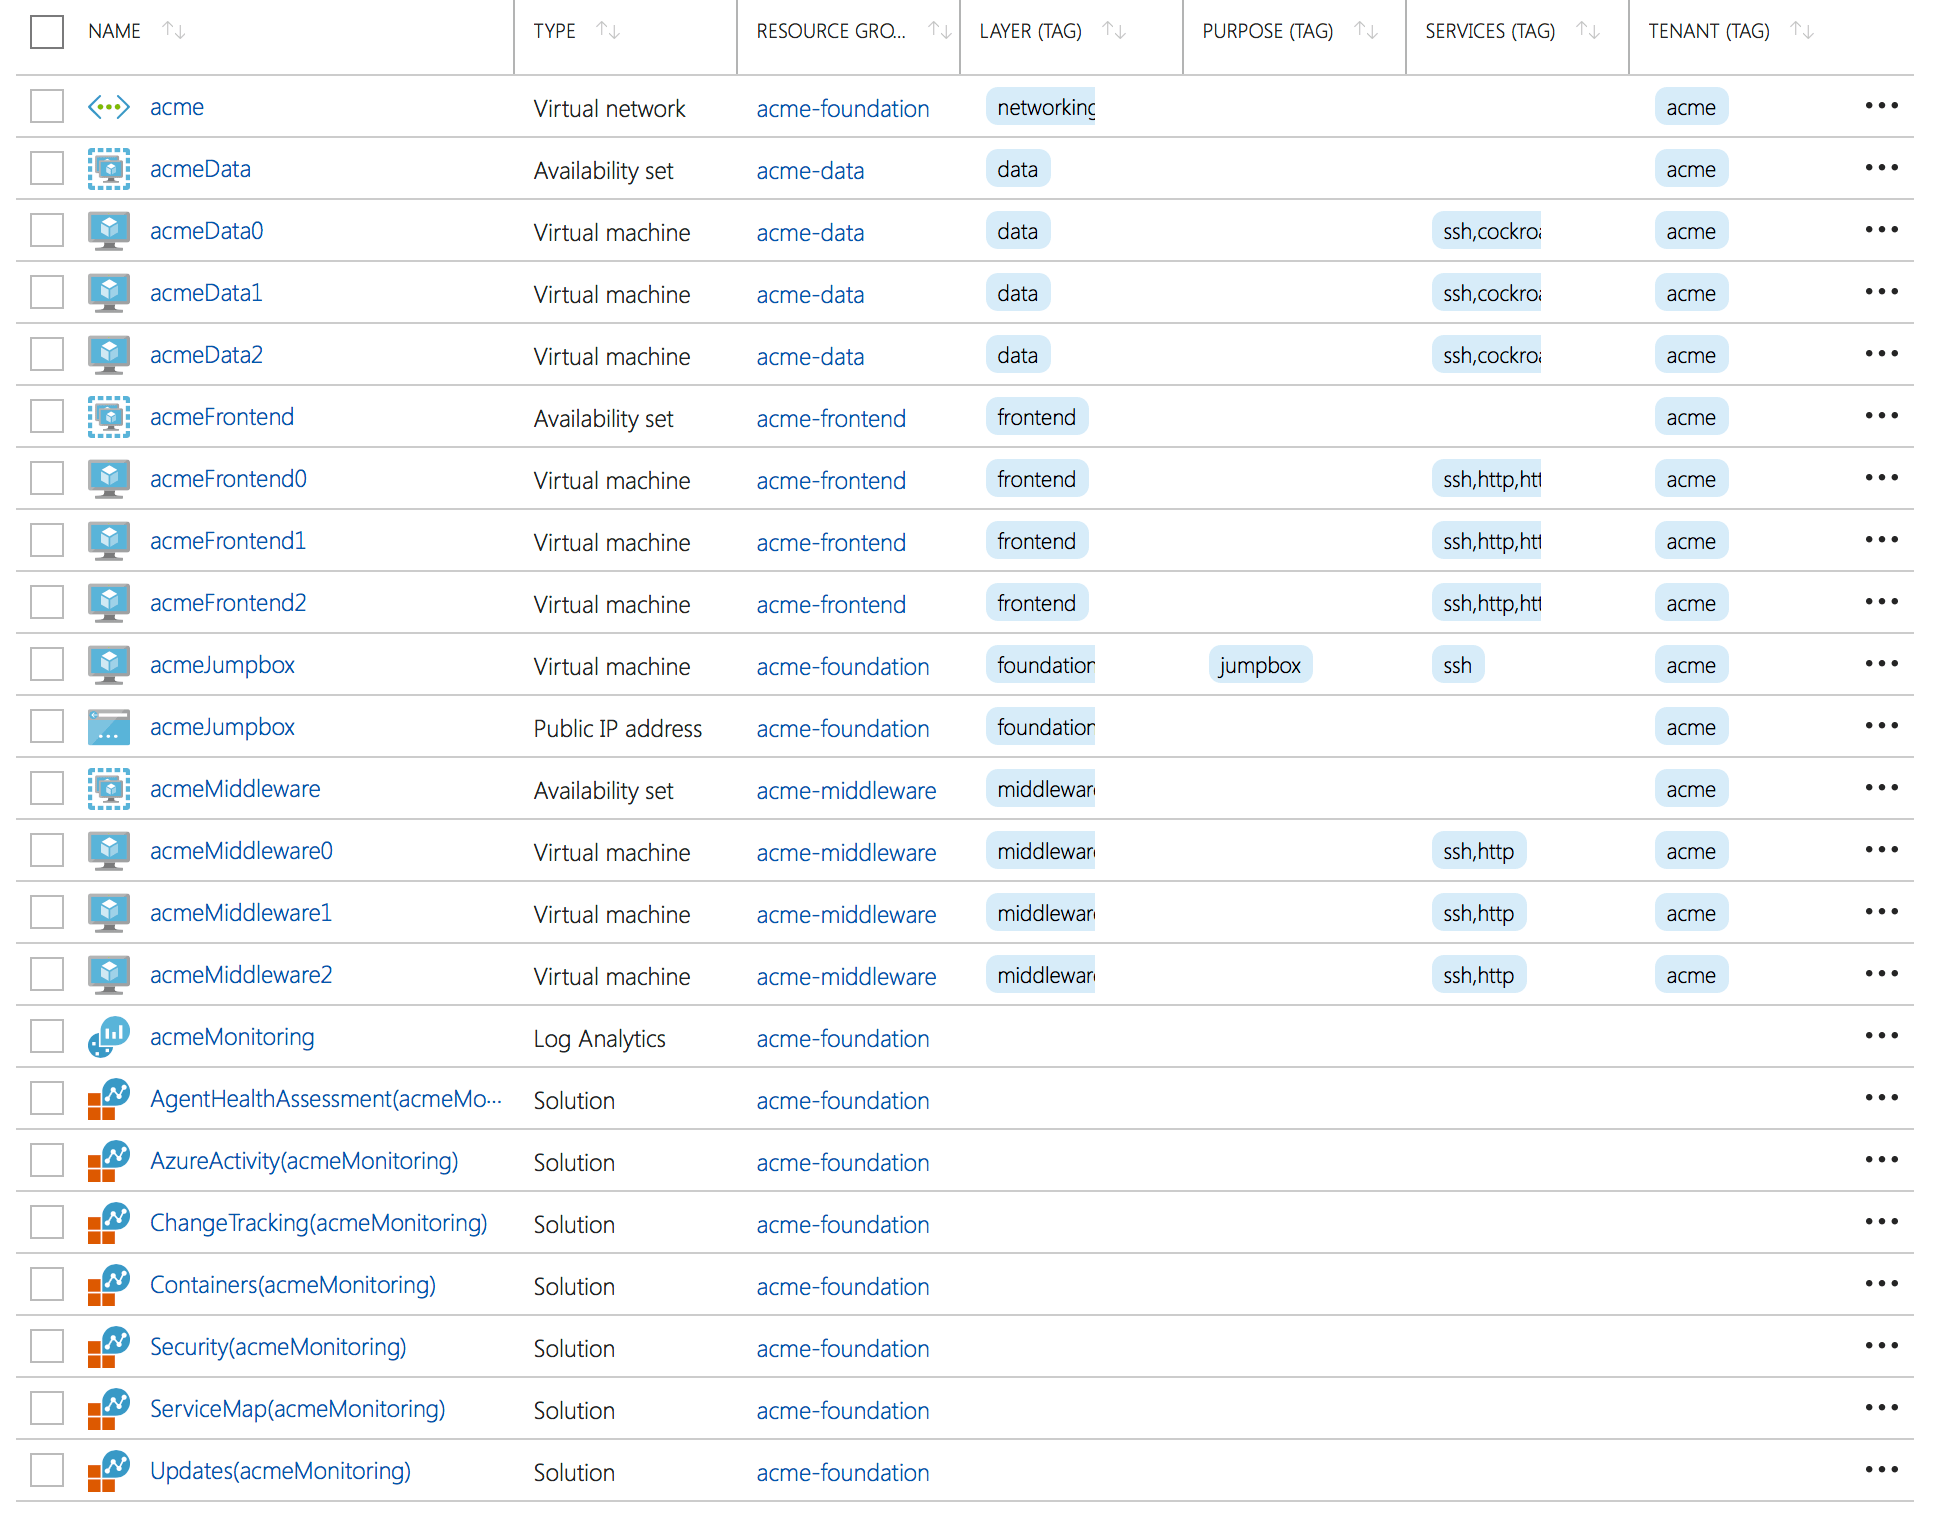 NAME TYPE RESOURCE GRO... LAYER (TAG) PURPOSE (TAG) SERVICES (TAG) TENANT (TAG)
acme Virtual network acme-foundation networking acme
acmeData Availability set acme-data data acme
acmeData0 Virtual machine acme-data data ssh,cockroa acme
acmeData1 Virtual machine acme-data data ssh,cockroa acme
acmeData2 Virtual machine acme-data data ssh,cockroa acme
acmeFrontend Availability set acme-frontend frontend acme
acmeFrontend0 Virtual machine acme-frontend frontend ssh,http,htt acme
acmeFrontend1 Virtual machine acme-frontend frontend ssh,http,htt acme
acmeFrontend2 Virtual machine acme-frontend frontend ssh,http,htt acme
acmeJumpbox Virtual machine acme-foundation foundation jumpbox ssh acme
acmeJumpbox Public IP address acme-foundation foundation acme
acmeMiddleware Availability set acme-middleware middleware acme
acmeMiddleware0 Virtual machine acme-middleware middleware ssh,http acme
acmeMiddleware1 Virtual machine acme-middleware middleware ssh,http acme
acmeMiddleware2 Virtual machine acme-middleware middleware ssh,http acme
acmeMonitoring Log Analytics acme-foundation
AgentHealthAssessment(acmeMo... Solution acme-foundation
AzureActivity(acmeMonitoring) Solution acme-foundation
ChangeTracking(acmeMonitoring) Solution acme-foundation
Containers(acmeMonitoring) Solution acme-foundation
Security(acmeMonitoring) Solution acme-foundation
ServiceMap(acmeMonitoring) Solution acme-foundation
Updates(acmeMonitoring) Solution acme-foundation